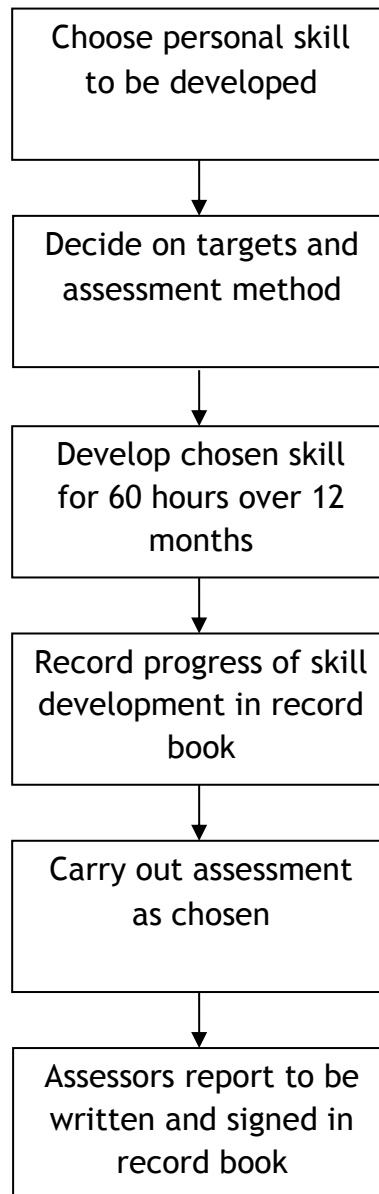 Choose personal skill
to be developed
Decide on targets and
assessment method
Develop chosen skill
for 60 hours over 12
months
Record progress of skill
development in record
book
Carry out assessment
as chosen
Assessors report to be
written and signed in
record book